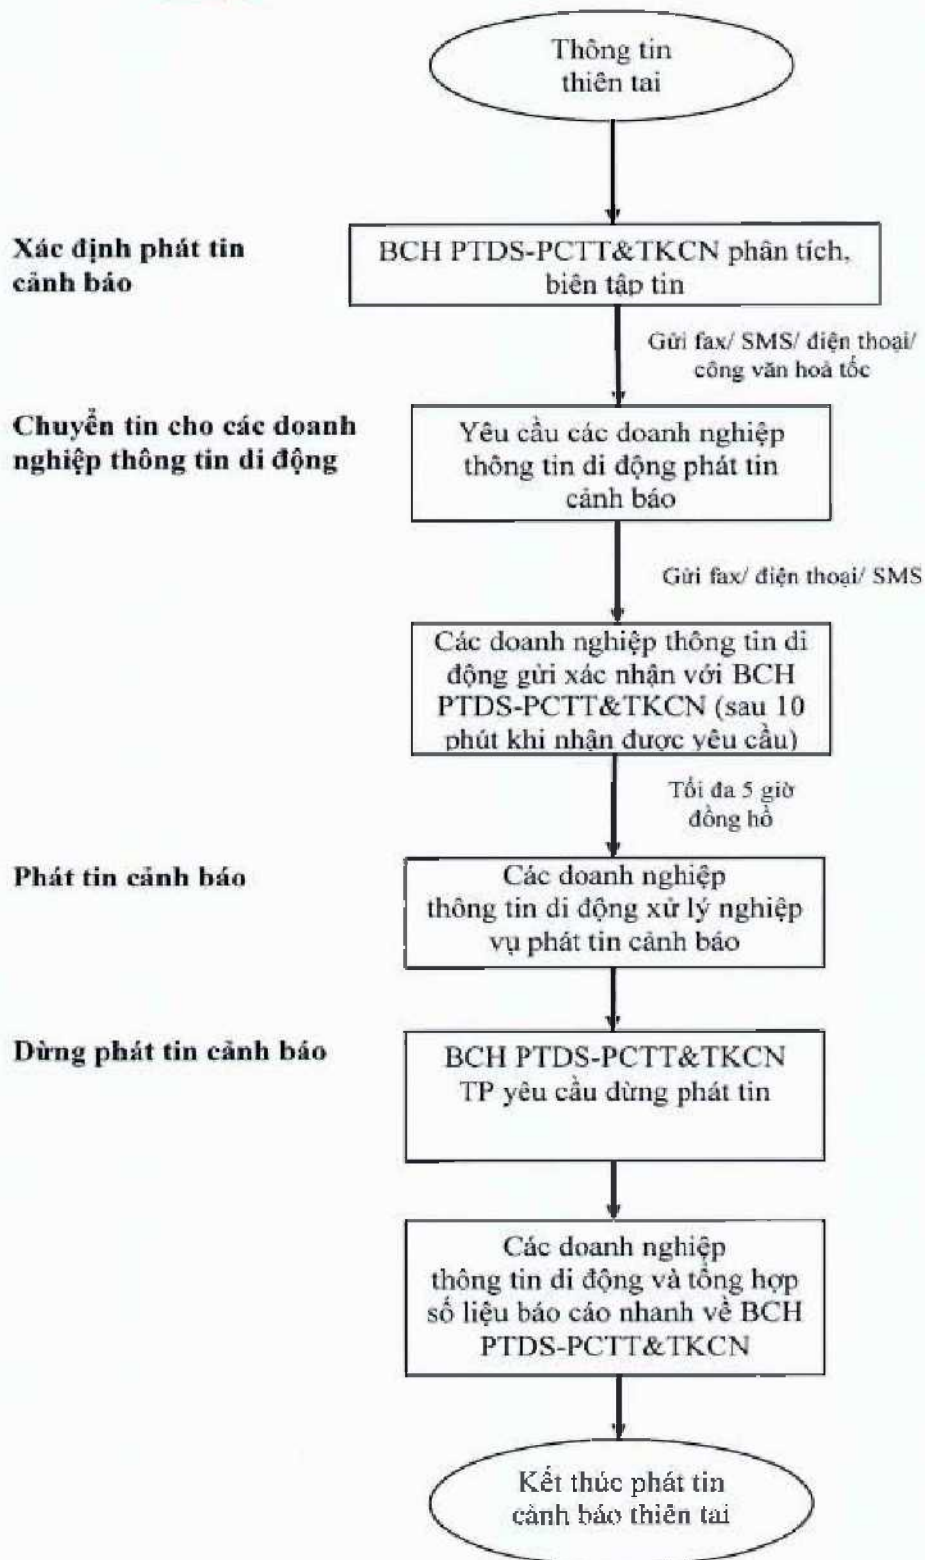 Thông tin
thiên tai
Xác định phát tin
cảnh báo
BCH PTDS-PCTT&TKCN phân tích,
biên tập tin
Gửi fax/ SMS/ điện thoại/
công văn hoả tốc
Chuyển tin cho các doanh
nghiệp thông tin di động
Yêu cầu các doanh nghiệp
thông tin di động phát tin
cảnh báo
Gửi fax/ điện thoại/ SMS
Các doanh nghiệp thông tin di
động gửi xác nhận với BCH
PTDS-PCTT&TKCN (sau 10
phút khi nhận được yêu cầu)
Tối đa 5 giờ
đồng hồ
Phát tin cảnh báo
Các doanh nghiệp
thông tin di động xử lý nghiệp
vụ phát tin cảnh báo
Dừng phát tin cảnh báo
BCH PTDS-PCTT&TKCN
TP yêu cầu dừng phát tin
Các doanh nghiệp
thông tin di động và tổng hợp
số liệu báo cáo nhanh về BCH
PTDS-PCTT&TKCN
Kết thúc phát tin
cảnh báo thiên tai